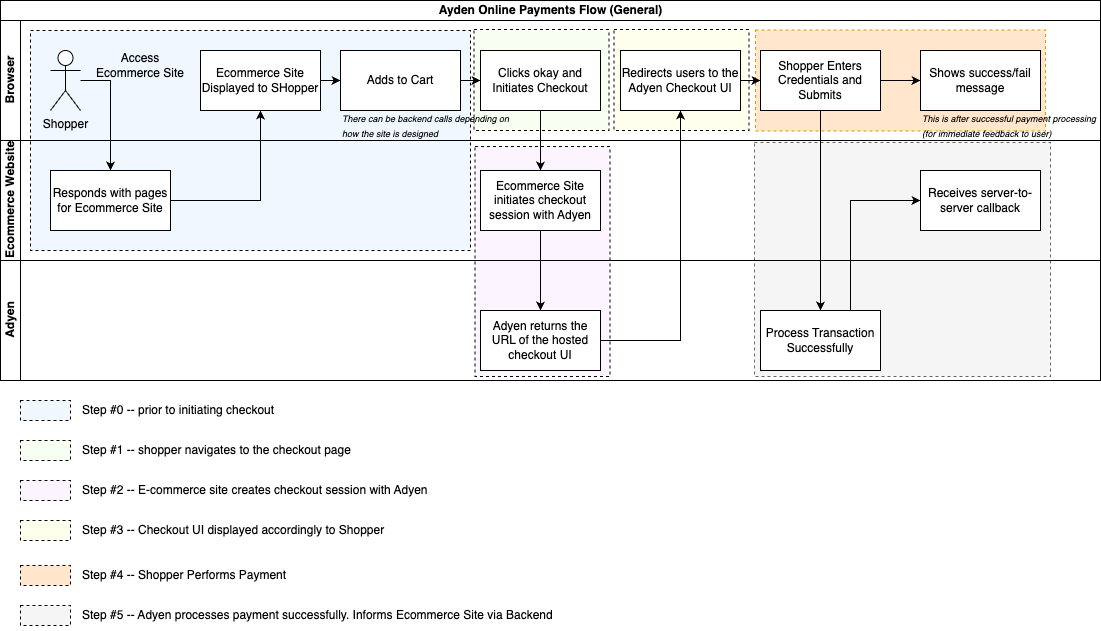 Ayden Online Payments Flow (General)
Browser
Shopper
Access
Ecommerce Site
Ecommerce Site
Displayed to SHopper
Adds to Cart
There can be backend calls depending on
how the site is designed
Clicks okay and
Initiates Checkout
Redirects users to the
Adyen Checkout UI
Shopper Enters
Credentials and
Submits
Shows success/fail
message
This is after successful payment processing
(for immediate feedback to user)
Ecommerce Website
Responds with pages
for Ecommerce Site
Ecommerce Site
initiates checkout
session with Adyen
Receives server-to-
server callback
Adyen
Adyen returns the
URL of the hosted
checkout UI
Process Transaction
Successfully
Step #0 -- prior to initiating checkout
Step #1 -- shopper navigates to the checkout page
Step #2 -- E-commerce site creates checkout session with Adyen
Step #3 -- Checkout UI displayed accordingly to Shopper
Step #4 -- Shopper Performs Payment
Step #5 -- Adyen processes payment successfully. Informs Ecommerce Site via Backend